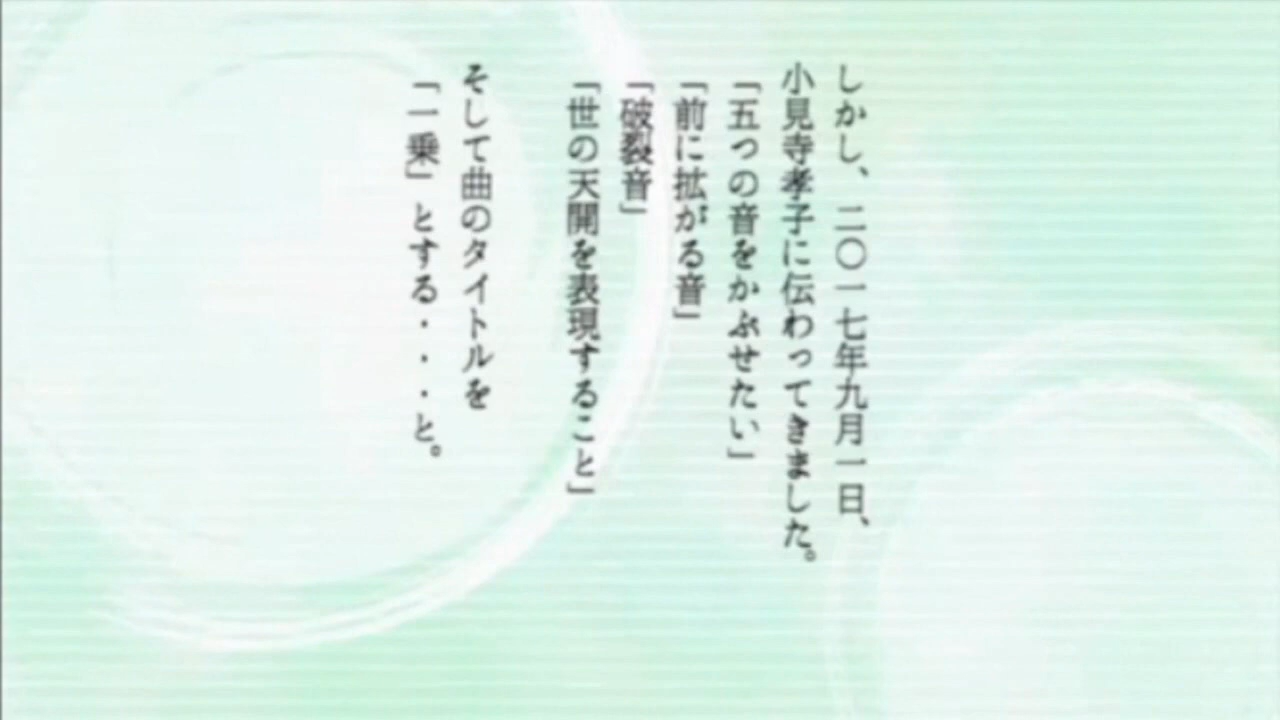 しかし、二〇一七年九月一日、
小見寺孝子に伝わってきました。
「五つの音をかぶせたい」
「前に拡がる音」
「破裂音」
「世の天開を表現すること」
そして曲のタイトルを
「一乗」とする・・・と。